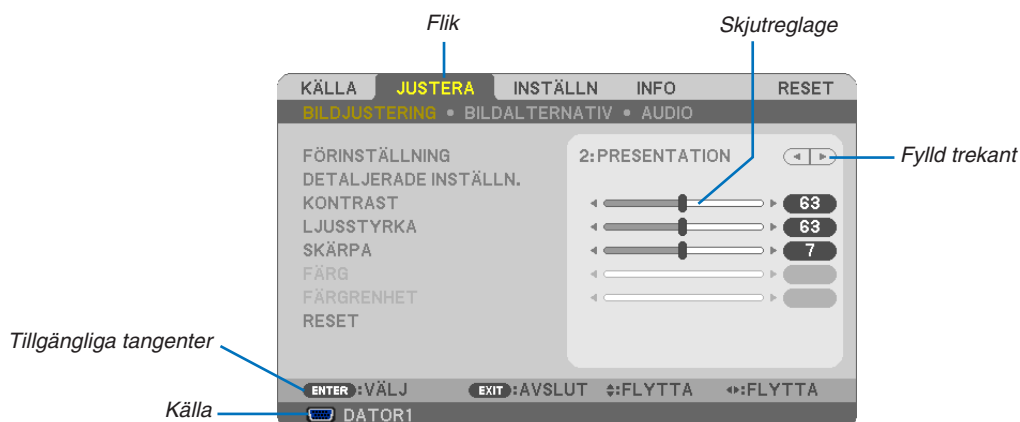 Flik
Skjutreglage
KÄLLA JUSTERA INSTÄLLN INFO RESET
BILDJUSTERING • BILDALTERNATIV • AUDIO
FÖRINSTÄLLNING 2:PRESENTATION
Fylld trekant
DETALJERADE INSTÄLLN.
KONTRAST 63
LJUSSTYRKA 63
SKÄRPA 7
FÄRG
FÄRGRENHET
RESET
Tillgängliga tangenter
ENTER :VÄLJ EXIT :AVSLUT :FLYTTA :FLYTTA
Källa
DATOR1